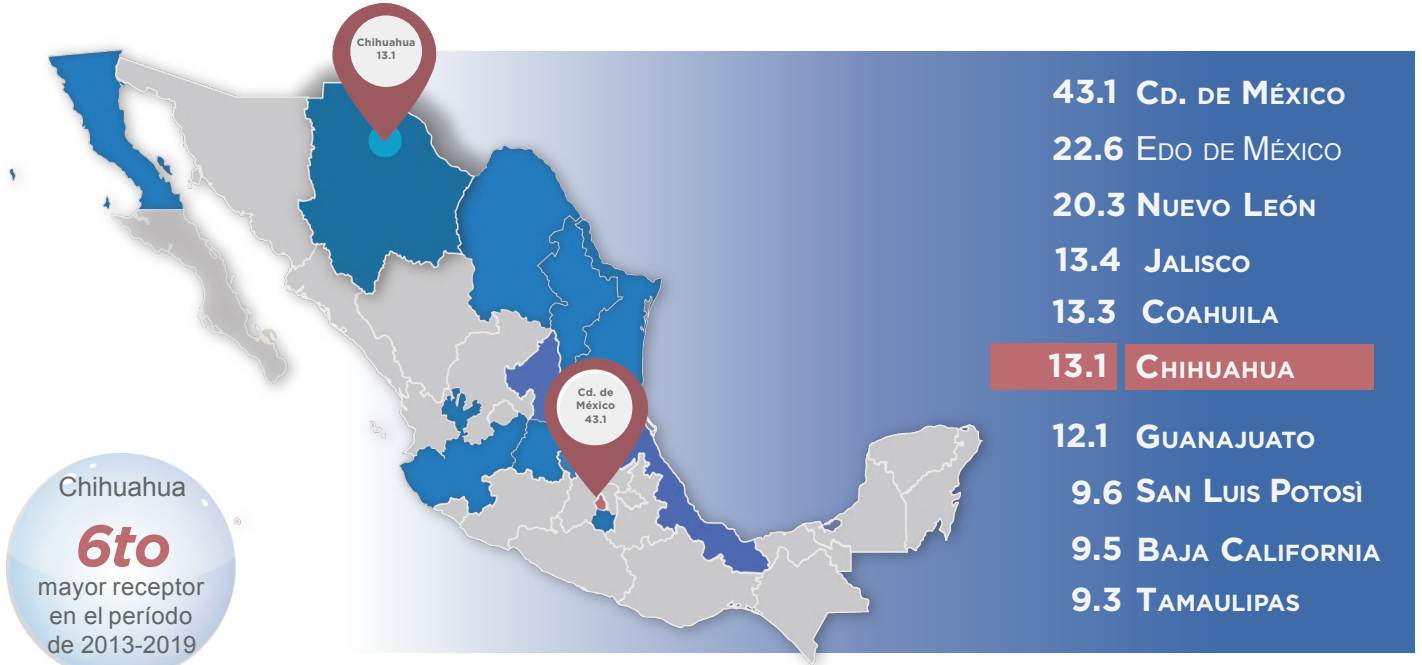 Chihuahua
13.1
Cd. de
México
43.1
Chihuahua
6to
mayor receptor
en el período
de 2013-2019
43.1 Cd. de México
22.6 Edo de México
20.3 Nuevo León
13.4 Jalisco
13.3 Coahuila
13.1 Chihuahua
12.1 Guanajuato
9.6 San Luis Potosì
9.5 Baja California
9.3 Tamaulipas